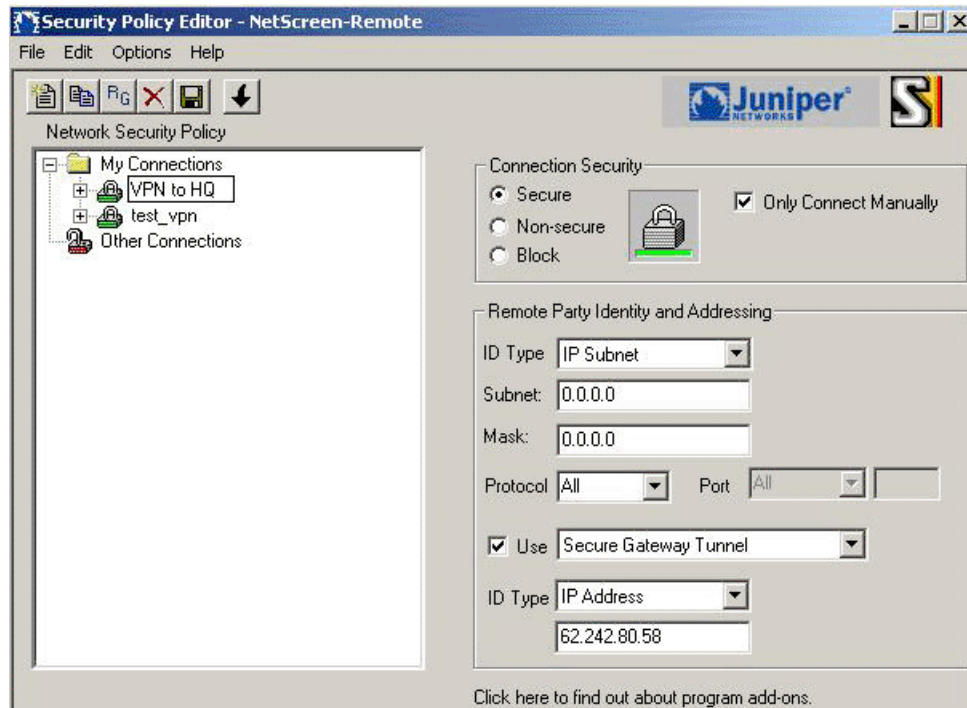 Security Policy Editor - NetScreen-Remote
File Edit Options Help
RG
Juniper
NETWORKS
S
Network Security Policy
My Connections
VPN to HQ
test_vpn
Other Connections
Connection Security
Secure
Non-secure
Block
Only Connect Manually
Remote Party Identity and Addressing
ID Type IP Subnet
Subnet: 0.0.0.0
Mask: 0.0.0.0
Protocol All Port All
Use Secure Gateway Tunnel
ID Type IP Address
62.242.80.58
Click here to find out about program add-ons.